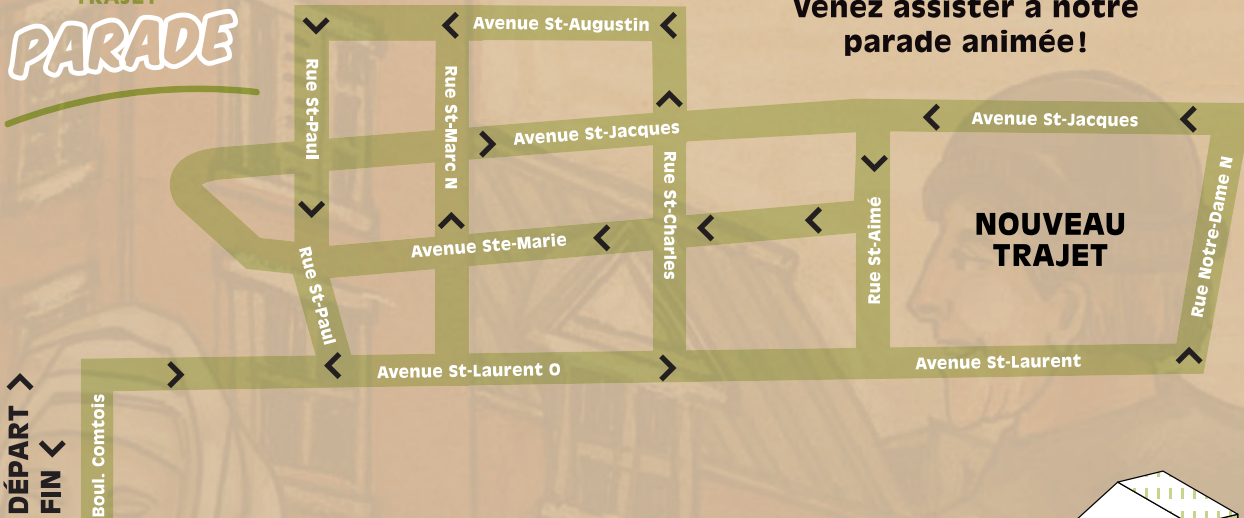 TRAJET
PARADE
Venez assister à notre
parade animée!
Avenue St-Augustin
Rue St-Paul
Rue St-Marc N
Avenue St-Jacques
Avenue St-Jacques
Rue St-Charles
Rue St-Aimé
Rue Notre-Dame N
NOUVEAU
TRAJET
Avenue Ste-Marie
Rue St-Paul
Avenue St-Laurent O
Avenue St-Laurent
Boul. Comtois
DÉPART
FIN